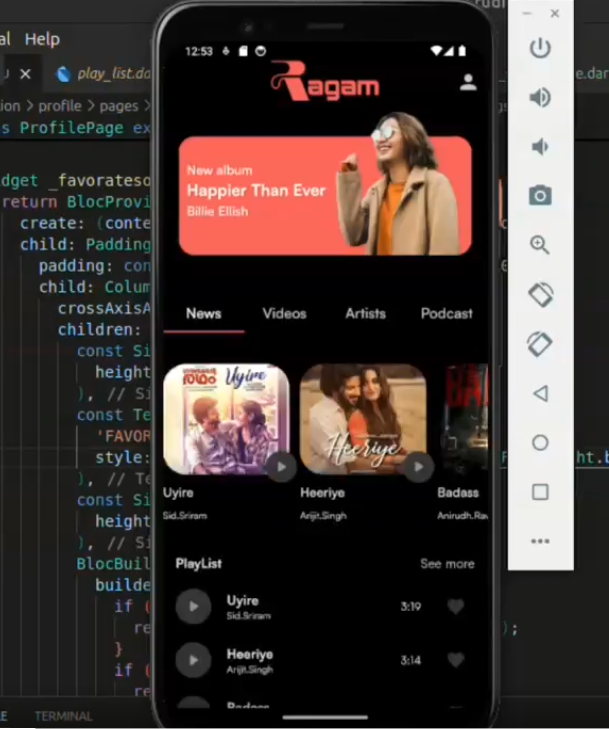 al Help
play_list.da
e.dar
ion > profile > pages >
s ProfilePage ex
dget _favorateso
return BlocProvi
create: (conte
child: Padding
padding: con
child: Colum
crossAxisA
children:
const Si
height
), // Si
const Te
'FAVOR
style:
ht.b
), // Te
const Si
height
), // Si
BlocBuil
builde
if (
re
);
}
if (
re
TERMINAL
12:53
Ragam
New album
Happier Than Ever
Billie Ellish
News Videos Artists Podcast
Uyire
Heeriye
Uyire Heeriye Badass
Sid.Sriram Arijit.Singh Anirudh.Rav
PlayList See more
Uyire
Sid.Sriram
3:19
Heeriye
Arijit.Singh
3:14
Badass